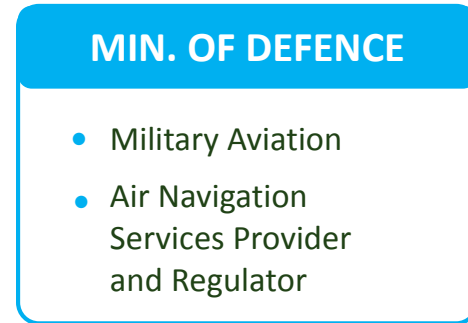 MIN. OF DEFENCE
• Military Aviation
• Air Navigation
Services Provider
and Regulator